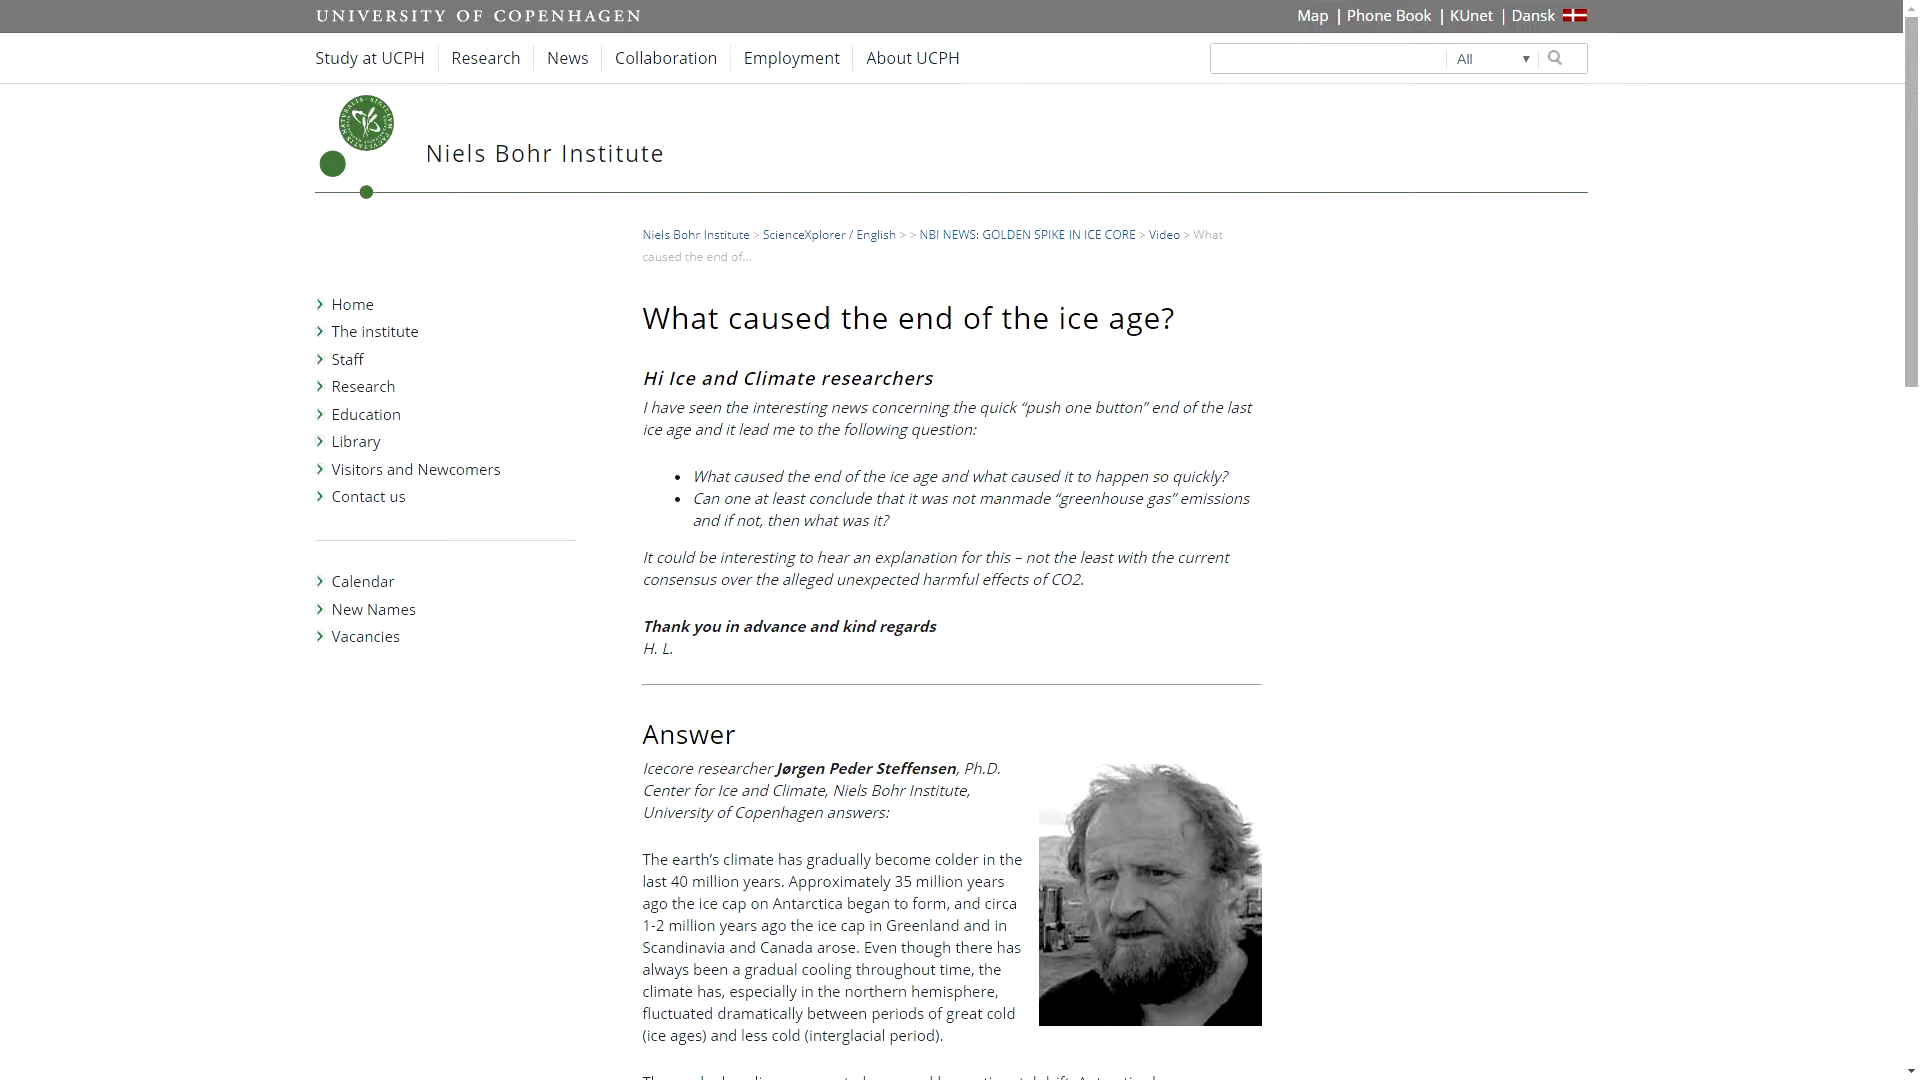 UNIVERSITY OF COPENHAGEN
Map | Phone Book | KUnet | Dansk
Study at UCPH
Research
News
Collaboration
Employment
About UCPH
All
Niels Bohr Institute
Niels Bohr Institute > ScienceXplorer / English > > NBI NEWS: GOLDEN SPIKE IN ICE CORE > Video > What
caused the end of...
Home
The institute
Staff
Research
Education
Library
Visitors and Newcomers
Contact us
Calendar
New Names
Vacancies
What caused the end of the ice age?
Hi Ice and Climate researchers
I have seen the interesting news concerning the quick “push one button” end of the last
ice age and it lead me to the following question:
• What caused the end of the ice age and what caused it to happen so quickly?
• Can one at least conclude that it was not manmade “greenhouse gas” emissions
and if not, then what was it?
It could be interesting to hear an explanation for this – not the least with the current
consensus over the alleged unexpected harmful effects of CO2.
Thank you in advance and kind regards
H. L.
Answer
Icecore researcher Jørgen Peder Steffensen, Ph.D.
Center for Ice and Climate, Niels Bohr Institute,
University of Copenhagen answers:
The earth’s climate has gradually become colder in the
last 40 million years. Approximately 35 million years
ago the ice cap on Antarctica began to form, and circa
1-2 million years ago the ice cap in Greenland and in
Scandinavia and Canada arose. Even though there has
always been a gradual cooling throughout time, the
climate has, especially in the northern hemisphere,
fluctuated dramatically between periods of great cold
(ice ages) and less cold (interglacial period).